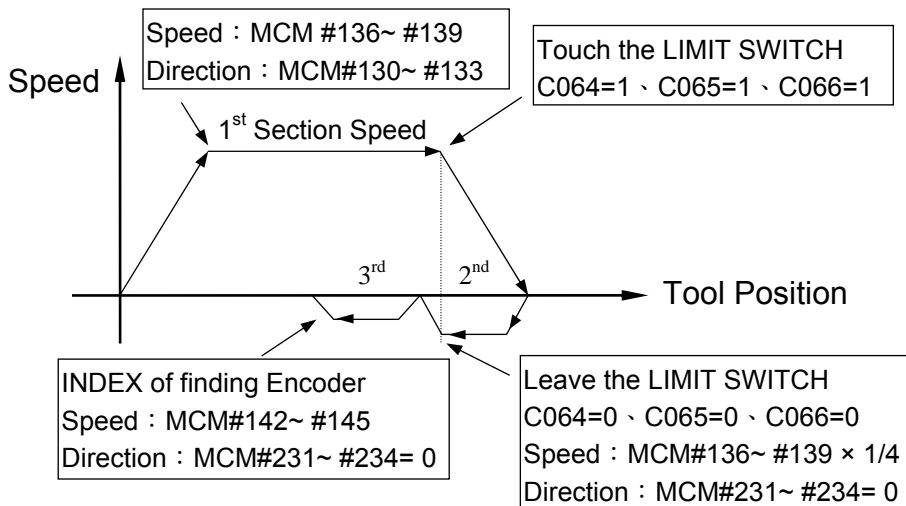 Speed：MCM #136~ #139
Direction：MCM#130~ #133
Touch the LIMIT SWITCH
C064=1、C065=1、C066=1
Speed
1st Section Speed
3rd
2nd
Tool Position
INDEX of finding Encoder
Speed：MCM#142~ #145
Direction：MCM#231~ #234= 0
Leave the LIMIT SWITCH
C064=0、C065=0、C066=0
Speed：MCM#136~ #139 × 1/4
Direction：MCM#231~ #234= 0